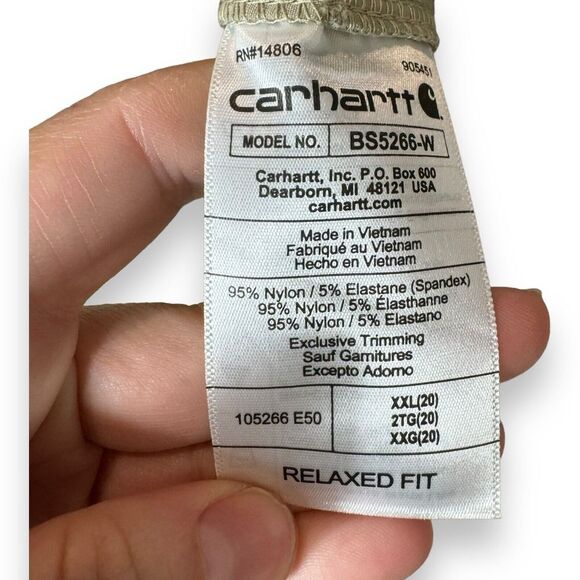 RN#14806
905451
carhartt
MODEL NO. BS5266-W
Carhartt, Inc. P.O. Box 600
Dearborn, MI 48121 USA
carhartt.com
Made in Vietnam
Fabriqué au Vietnam
Hecho en Vietnam
95% Nylon / 5% Elastane (Spandex)
95% Nylon / 5% Élasthanne
95% Nylon / 5% Elastano
Exclusive Trimming
Sauf Garnitures
Excepto Adorno
105266 E50
XXL(20)
2TG(20)
XXG(20)
RELAXED FIT